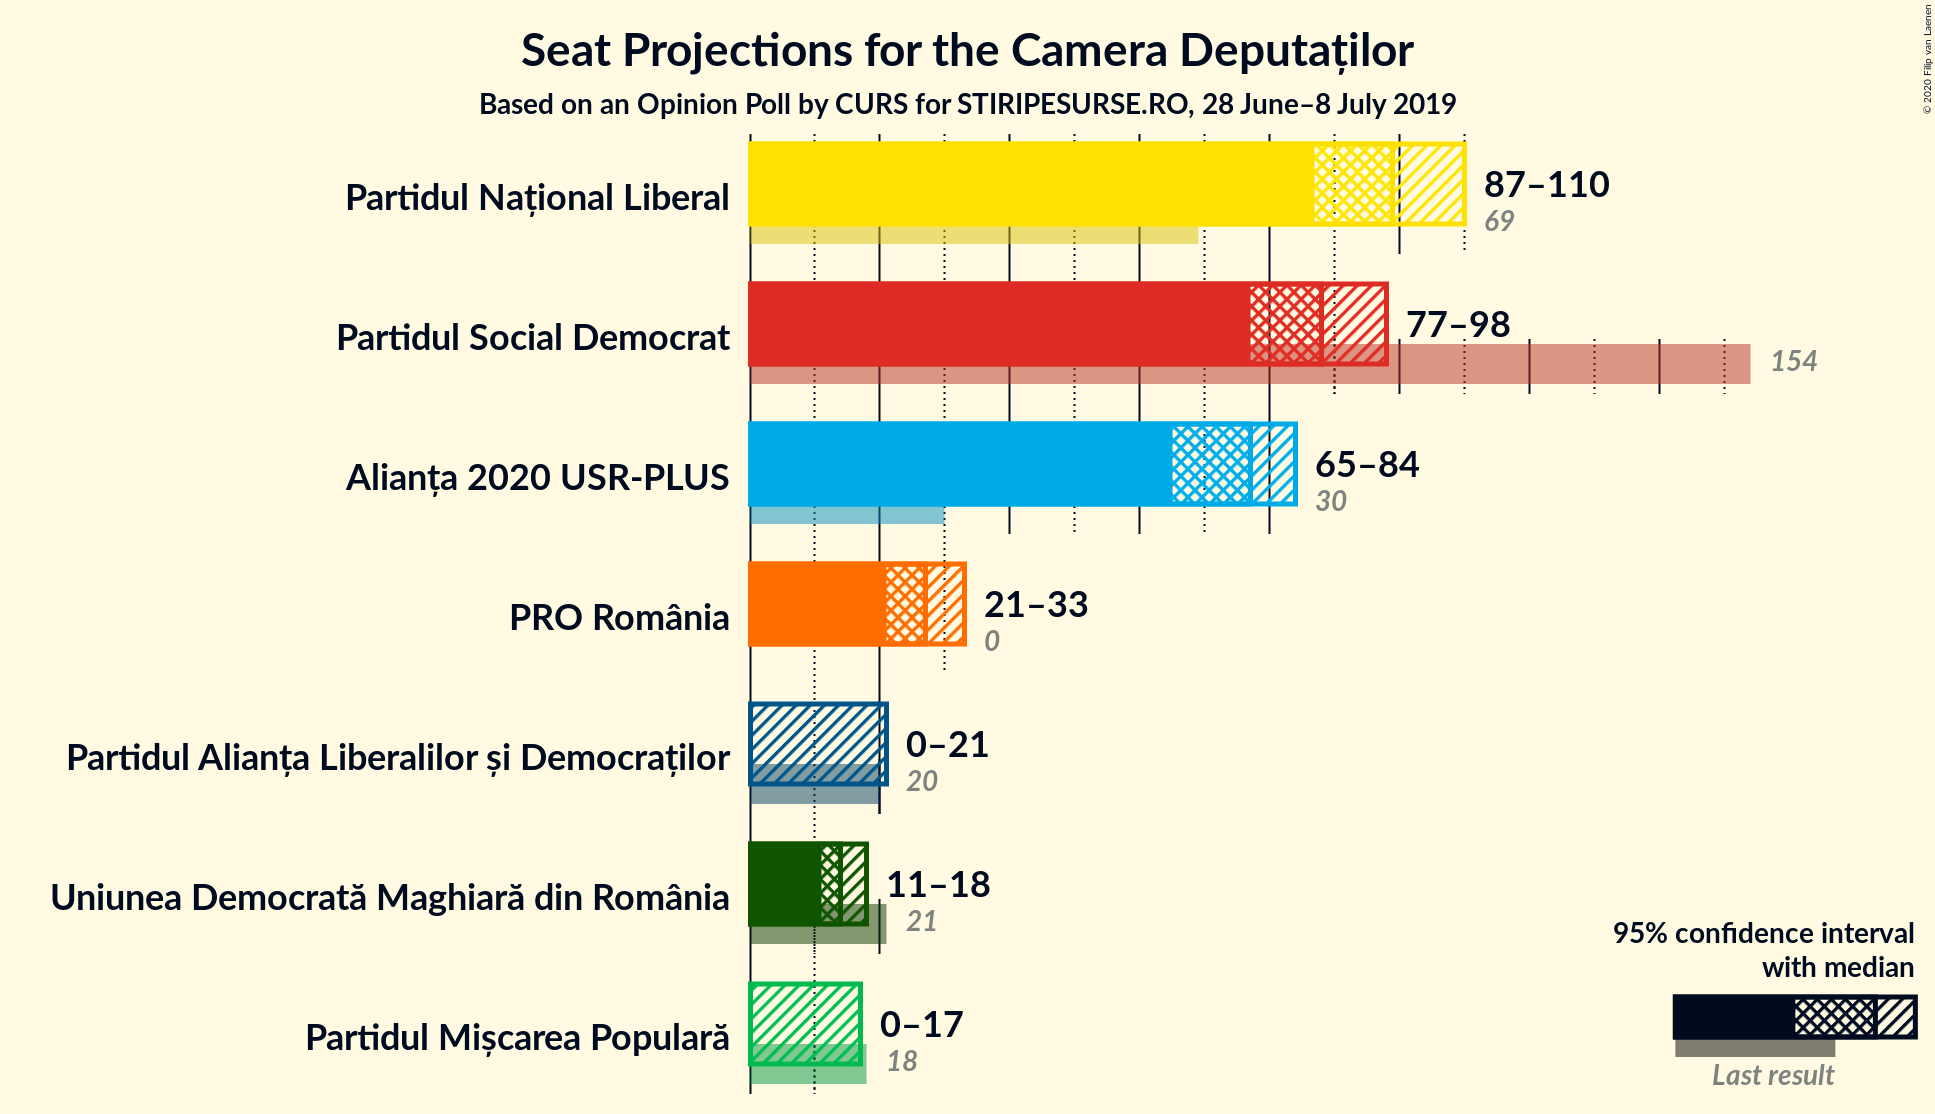 Seat Projections for the Camera Deputaților
Based on an Opinion Poll by CURS for STIRIPESURSE.RO, 28 June–8 July 2019
© 2020 Filip van Laenen
Partidul Național Liberal
87–110
69
Partidul Social Democrat
77–98
154
Alianța 2020 USR-PLUS
65–84
30
PRO România
21–33
0
Partidul Alianța Liberalilor și Democraților
0–21
20
Uniunea Democrată Maghiară din România
11–18
21
Partidul Mișcarea Populară
0–17
18
95% confidence interval
with median
Last result